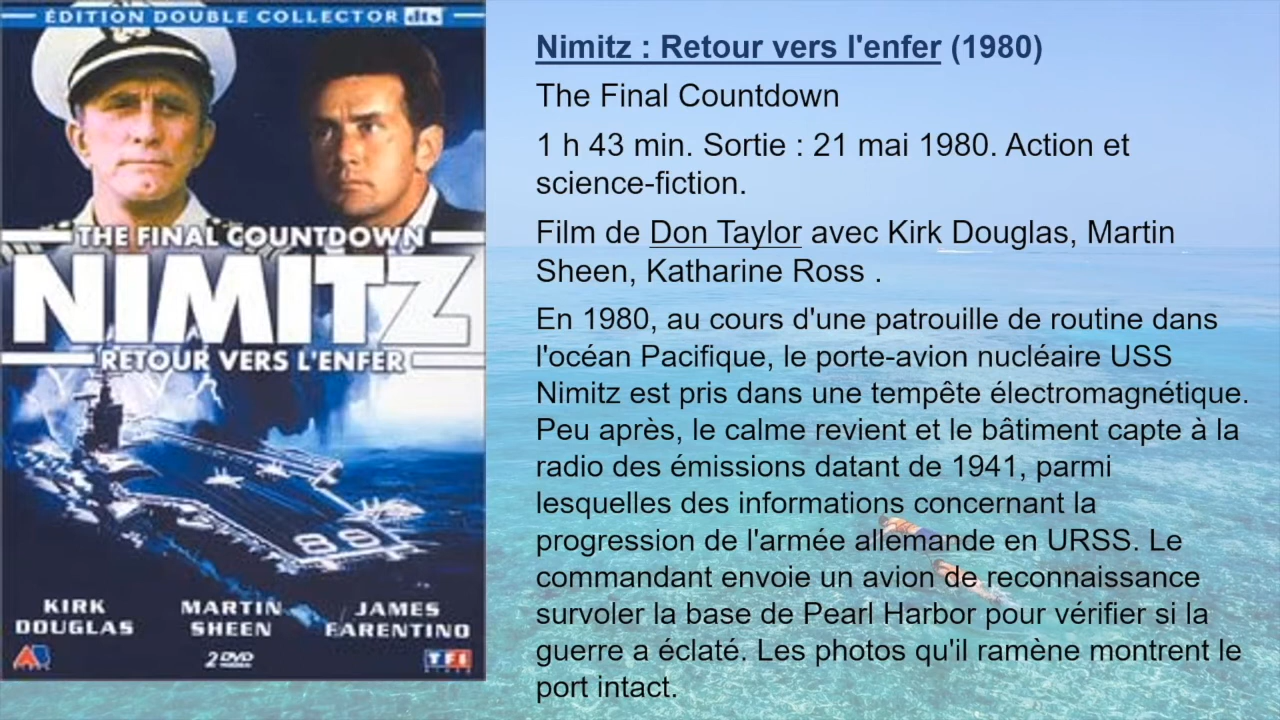 ÉDITION DOUBLE COLLECTOR dts
THE FINAL COUNTDOWN
NIMITZ
RETOUR VERS L'ENFER
89
KIRK DOUGLAS
MARTIN SHEEN
JAMES FARENTINO
2 DVD
TF1
Nimitz : Retour vers l'enfer (1980)
The Final Countdown
1 h 43 min. Sortie : 21 mai 1980. Action et
science-fiction.
Film de Don Taylor avec Kirk Douglas, Martin
Sheen, Katharine Ross .
En 1980, au cours d'une patrouille de routine dans
l'océan Pacifique, le porte-avion nucléaire USS
Nimitz est pris dans une tempête électromagnétique.
Peu après, le calme revient et le bâtiment capte à la
radio des émissions datant de 1941, parmi
lesquelles des informations concernant la
progression de l'armée allemande en URSS. Le
commandant envoie un avion de reconnaissance
survoler la base de Pearl Harbor pour vérifier si la
guerre a éclaté. Les photos qu'il ramène montrent le
port intact.